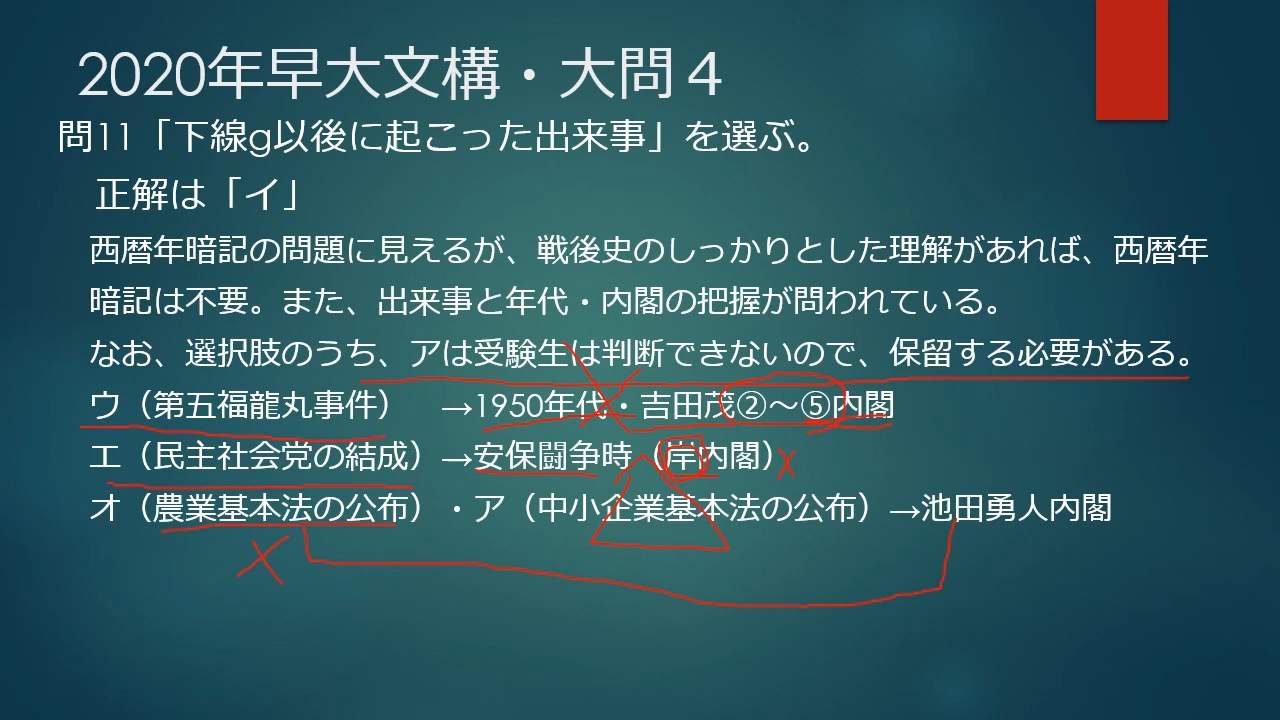 2020年早大文構・大問４
問11「下線g以後に起こった出来事」を選ぶ。
正解は「イ」
西暦年暗記の問題に見えるが、戦後史のしっかりとした理解があれば、西暦年
暗記は不要。また、出来事と年代・内閣の把握が問われている。
なお、選択肢のうち、アは受験生は判断できないので、保留する必要がある。
ウ（第五福龍丸事件）　→1950年代・吉田茂②～⑤内閣
エ（民主社会党の結成）→安保闘争時（岸内閣）
オ（農業基本法の公布）・ア（中小企業基本法の公布）→池田勇人内閣